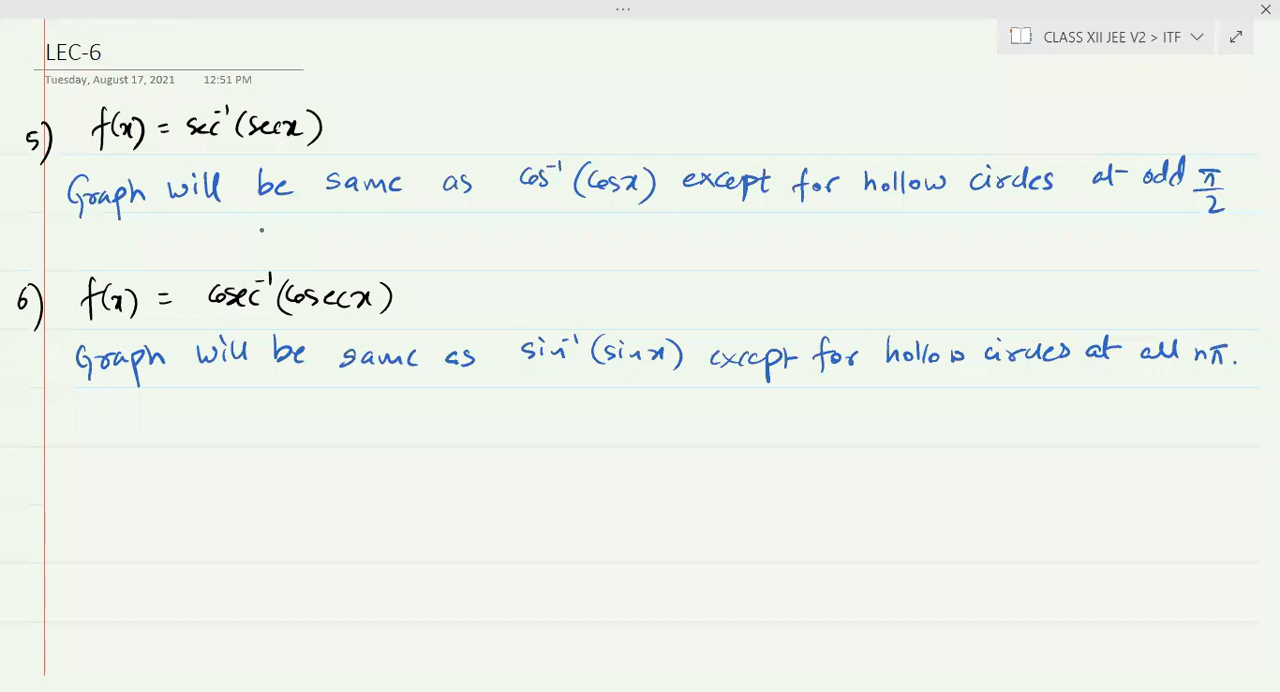 CLASS XII JEE V2 > ITF
LEC-6
Tuesday, August 17, 2021 12:51 PM
5) f(x) = sec⁻¹(secx)
Graph will be same as cos⁻¹(cosx) except for hollow circles at odd π/2
6) f(x) = cosec⁻¹(cosecx)
Graph will be same as sin⁻¹(sinx) except for hollow circles at all nπ.